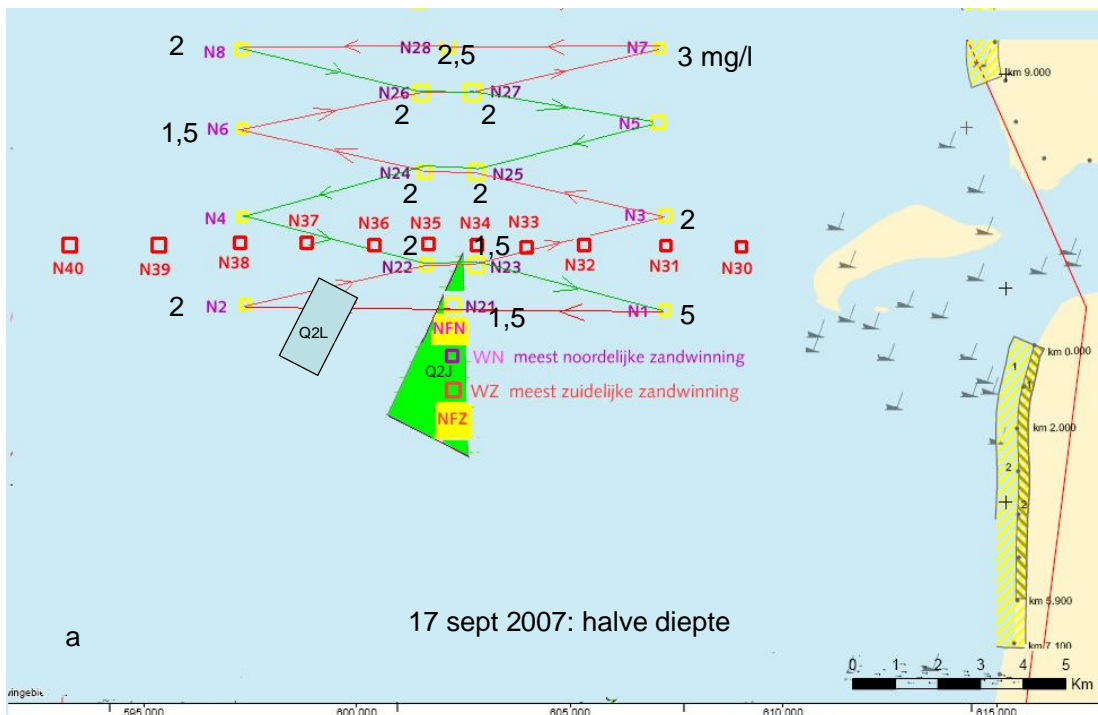 2 N8 N28 2,5 N7 3 mg/l
km 9.000
N26 N27
2 2
1,5 N6 N5
N24 N25
2 2
N4 N37 N36 N35 N34 N33 N3 2
2 1,5
N40 N39 N38 N22 N23 N32 N31 N30
2 N2 N21 1,5 N1 5
Q2L NFN
km 0.000
WN meest noordelijke zandwinning
Q2J 1
1
WZ meest zuidelijke zandwinning
NFZ
km 2.000
2
2
km 5.900
17 sept 2007: halve diepte
a
km 7.100
0 1 2 3 4 5
Km
wingebie
595.000 600.000 605.000 610.000 615.000